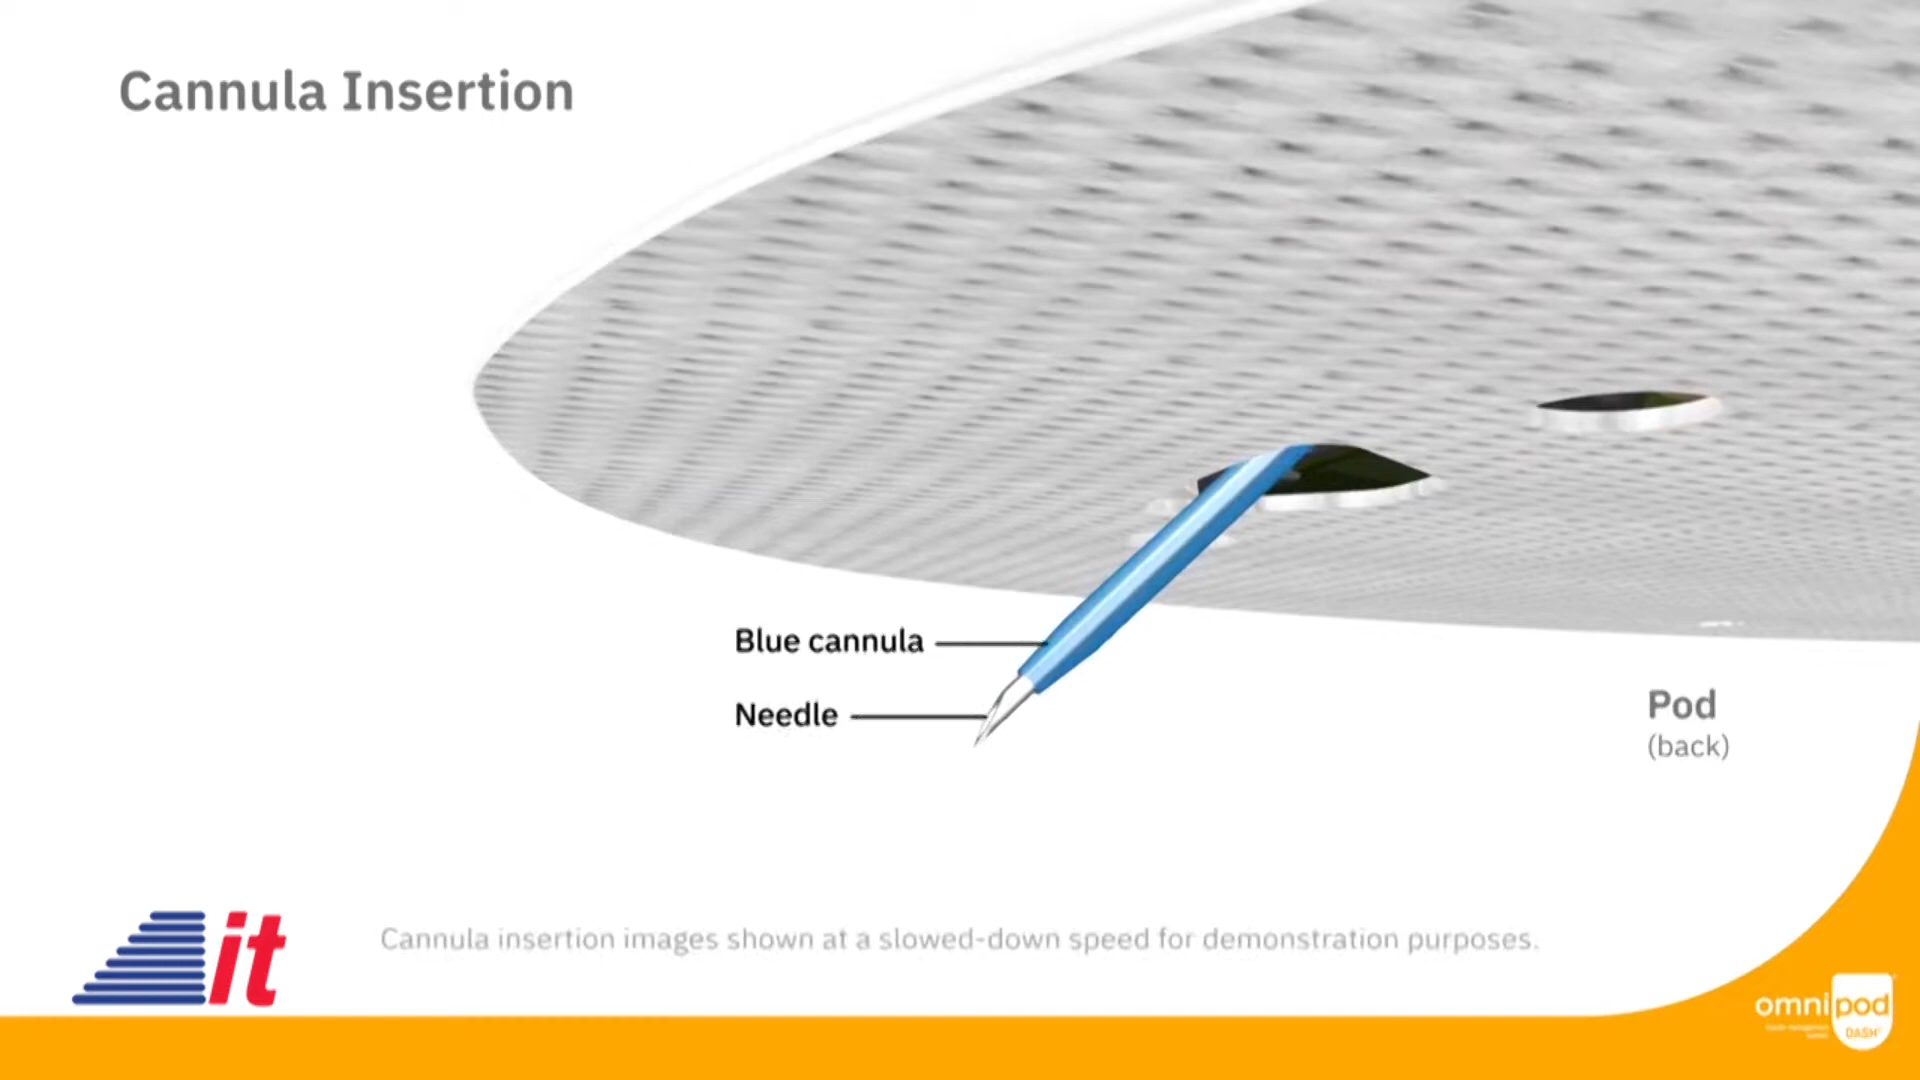 Cannula Insertion
Blue cannula
Needle
Pod
(back)
it
Cannula insertion images shown at a slowed-down speed for demonstration purposes.
omnipod
DASH